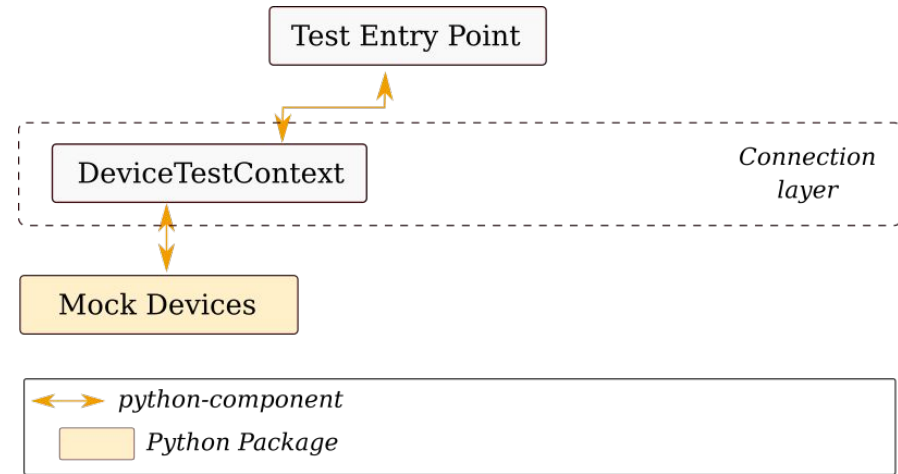 Test Entry Point
DeviceTestContext
Connection
layer
Mock Devices
python-component
Python Package